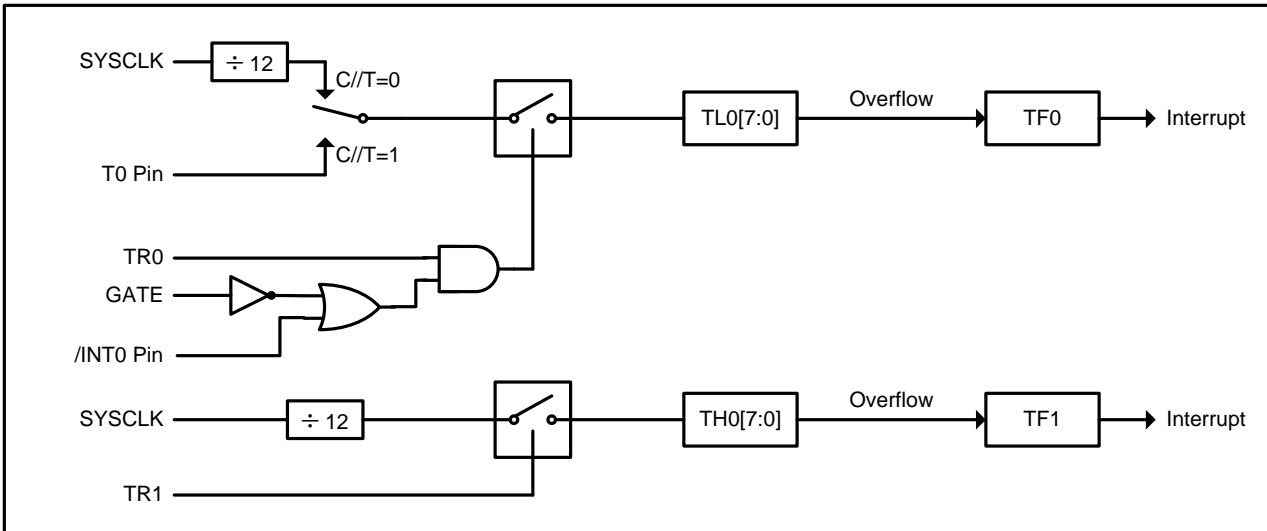 SYSCLK
÷ 12
C//T=0
C//T=1
T0 Pin
TL0[7:0]
Overflow
TF0
Interrupt
TR0
GATE
/INT0 Pin
SYSCLK
÷ 12
TH0[7:0]
Overflow
TF1
Interrupt
TR1